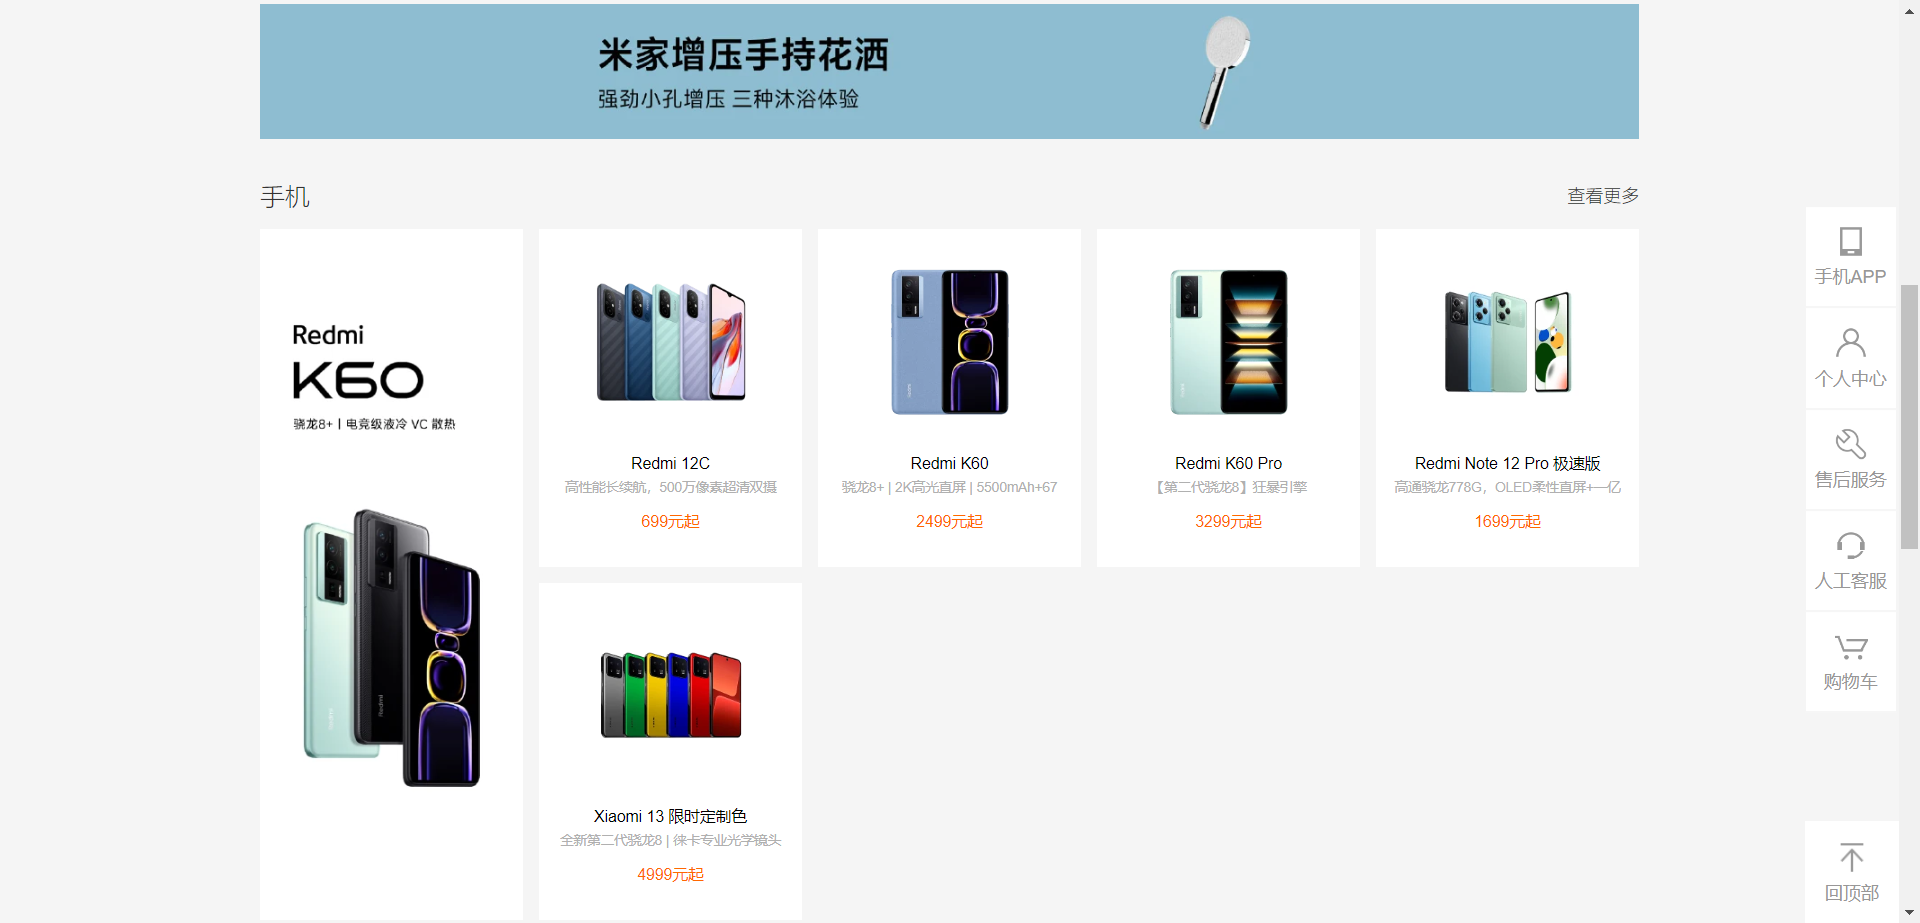 米家增压手持花洒
强劲小孔增压 三种沐浴体验
手机
查看更多
Redmi
K60
骁龙8+丨电竞级液冷 VC 散热
Redmi 12C
高性能长续航，500万像素超清双摄
699元起
Redmi K60
骁龙8+ | 2K高光直屏 | 5500mAh+67
2499元起
Redmi K60 Pro
【第二代骁龙8】狂暴引擎
3299元起
Redmi Note 12 Pro 极速版
高通骁龙778G，OLED柔性直屏+一亿
1699元起
Xiaomi 13 限时定制色
全新第二代骁龙8 | 徕卡专业光学镜头
4999元起
手机APP
个人中心
售后服务
人工客服
购物车
回顶部